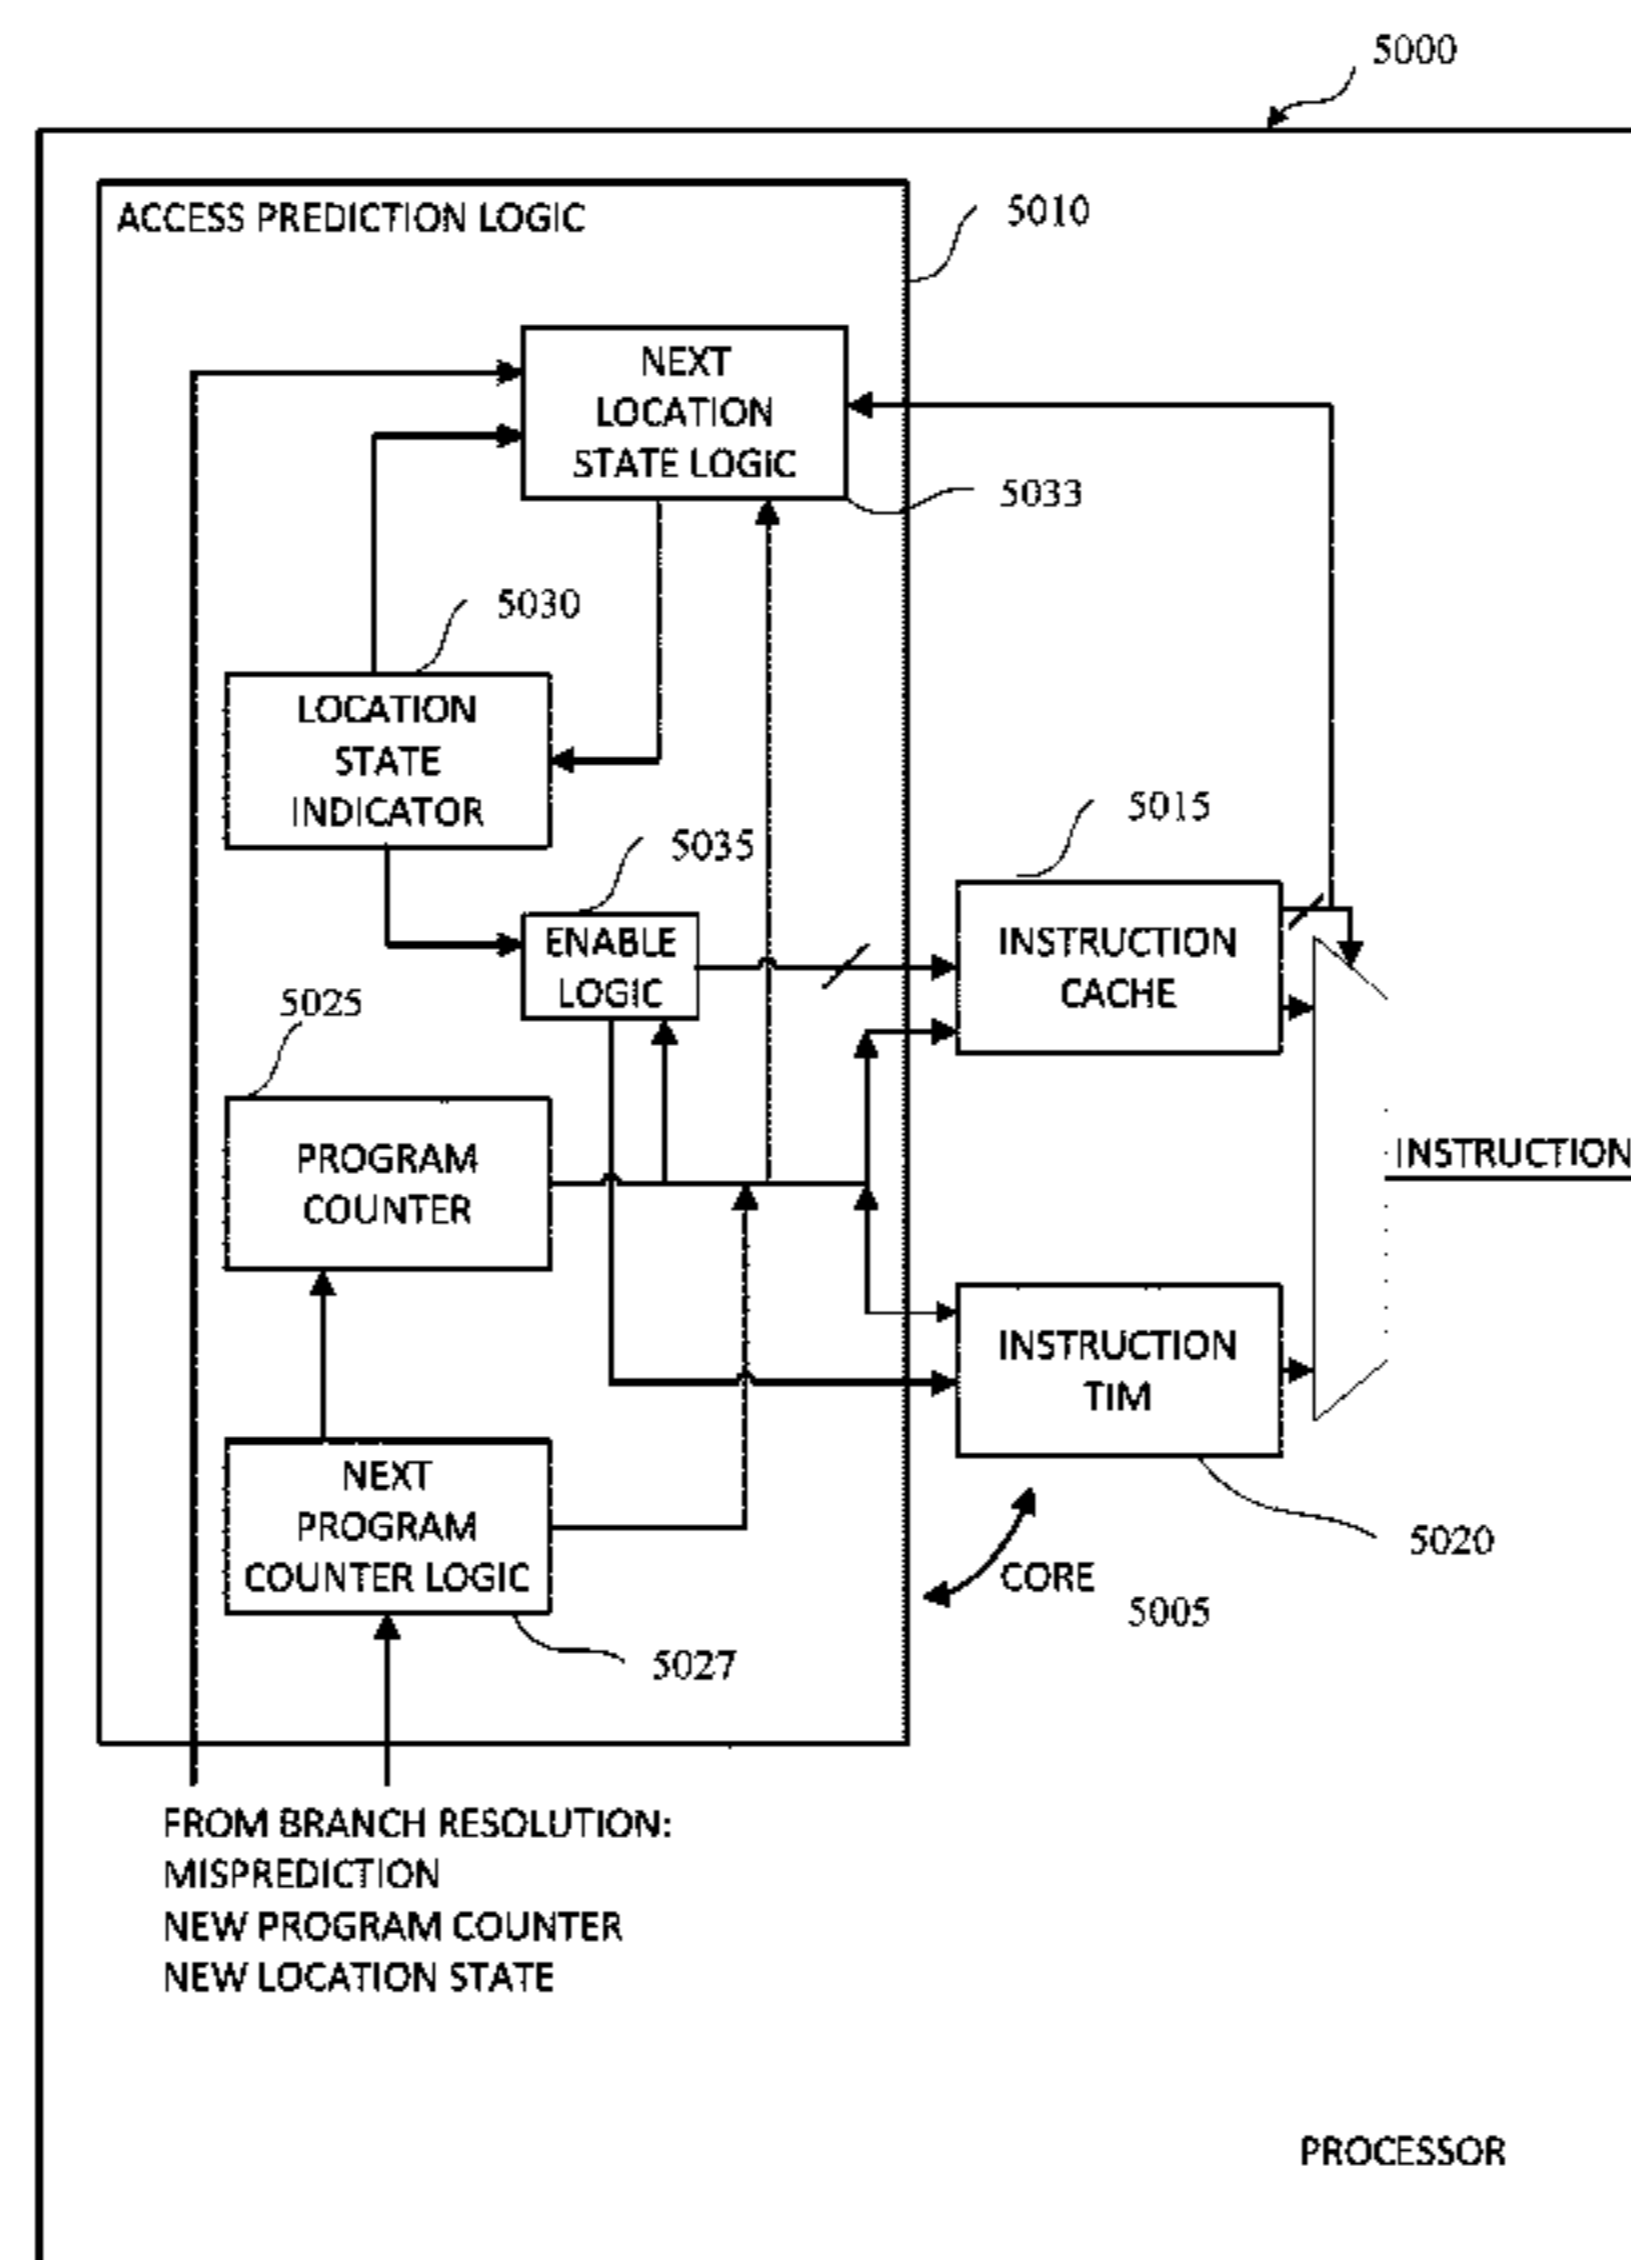 5000
ACCESS PREDICTION LOGIC
5010
NEXT
LOCATION
STATE LOGIC
5033
5030
LOCATION
STATE
INDICATOR
5035
5015
ENABLE
LOGIC
INSTRUCTION
CACHE
5025
PROGRAM
COUNTER
INSTRUCTION
INSTRUCTION
TIM
NEXT
PROGRAM
COUNTER LOGIC
5020
CORE
5005
5027
FROM BRANCH RESOLUTION:
MISPREDICTION
NEW PROGRAM COUNTER
NEW LOCATION STATE
PROCESSOR